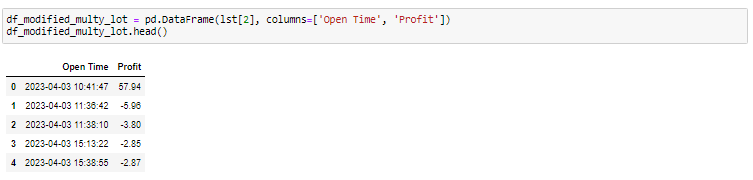 df_modified_multy_lot = pd.DataFrame(lst[2], columns=['Open Time', 'Profit'])
df_modified_multy_lot.head()
Open Time Profit
0 2023-04-03 10:41:47 57.94
1 2023-04-03 11:36:42 -5.96
2 2023-04-03 11:38:10 -3.80
3 2023-04-03 15:13:22 -2.85
4 2023-04-03 15:38:55 -2.87